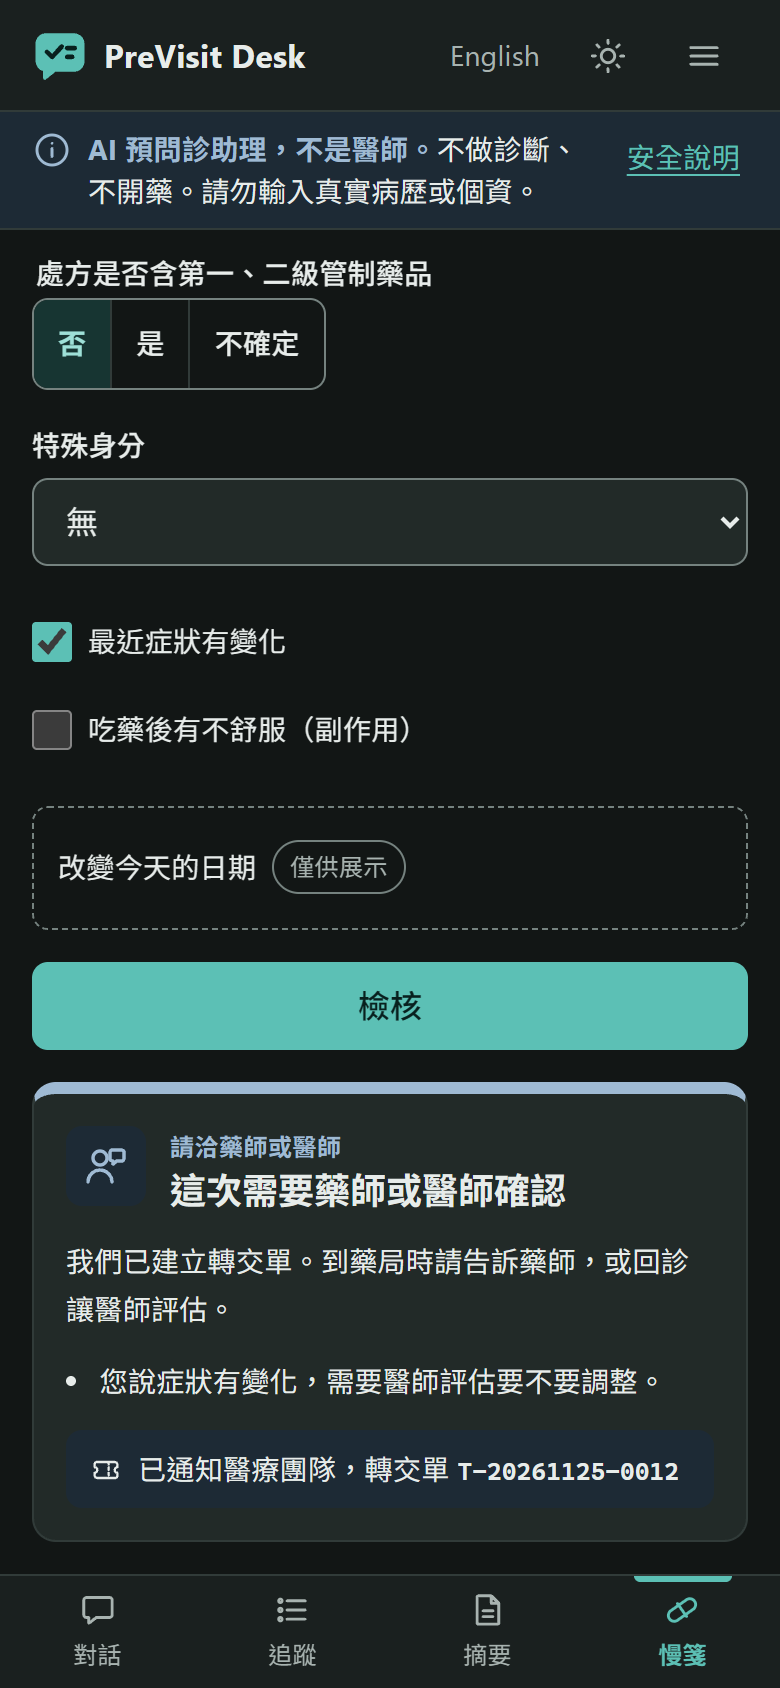 PreVisit Desk
English
AI 預問診助理，不是醫師。不做診斷、
不開藥。請勿輸入真實病歷或個資。
安全說明
處方是否含第一、二級管制藥品
否
是
不確定
特殊身分
無
最近症狀有變化
吃藥後有不舒服（副作用）
改變今天的日期
僅供展示
檢核
請洽藥師或醫師
這次需要藥師或醫師確認
我們已建立轉交單。到藥局時請告訴藥師，或回診
讓醫師評估。
您說症狀有變化，需要醫師評估要不要調整。
已通知醫療團隊，轉交單 T-20261125-0012
對話
追蹤
摘要
慢箋